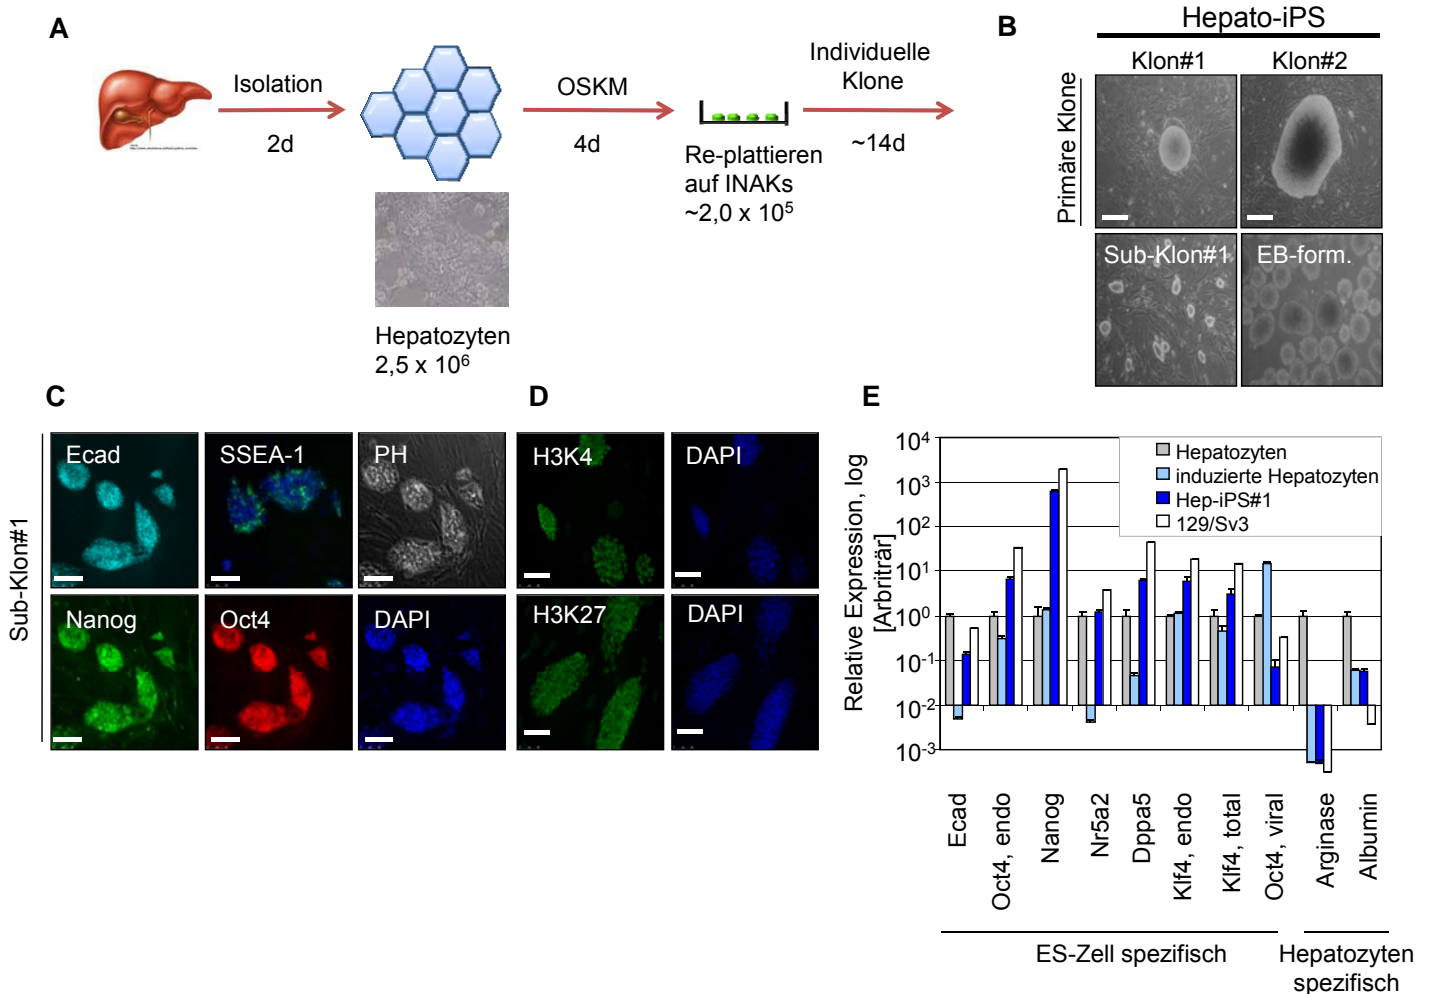 A
Isolation
2d
OSKM
4d
Individuelle
Klone
~14d
Re-plattieren
auf INAKs
~2,0 x 10⁵
Hepatozyten
2,5 x 10⁶
B
Hepato-iPS
Klon#1
Klon#2
Primäre Klone
Sub-Klon#1
EB-form.
C
Sub-Klon#1
Ecad
SSEA-1
PH
Nanog
Oct4
DAPI
D
H3K4
DAPI
H3K27
DAPI
E
Relative Expression, log
[Arbriträr]
10⁴
10³
10²
10¹
10⁰
10⁻¹
10⁻²
10⁻³
Hepatozyten
induzierte Hepatozyten
Hep-iPS#1
129/Sv3
Ecad
Oct4, endo
Nanog
Nr5a2
Dppa5
Klf4, endo
Klf4, total
Oct4, viral
Arginase
Albumin
ES-Zell spezifisch
Hepatozyten
spezifisch